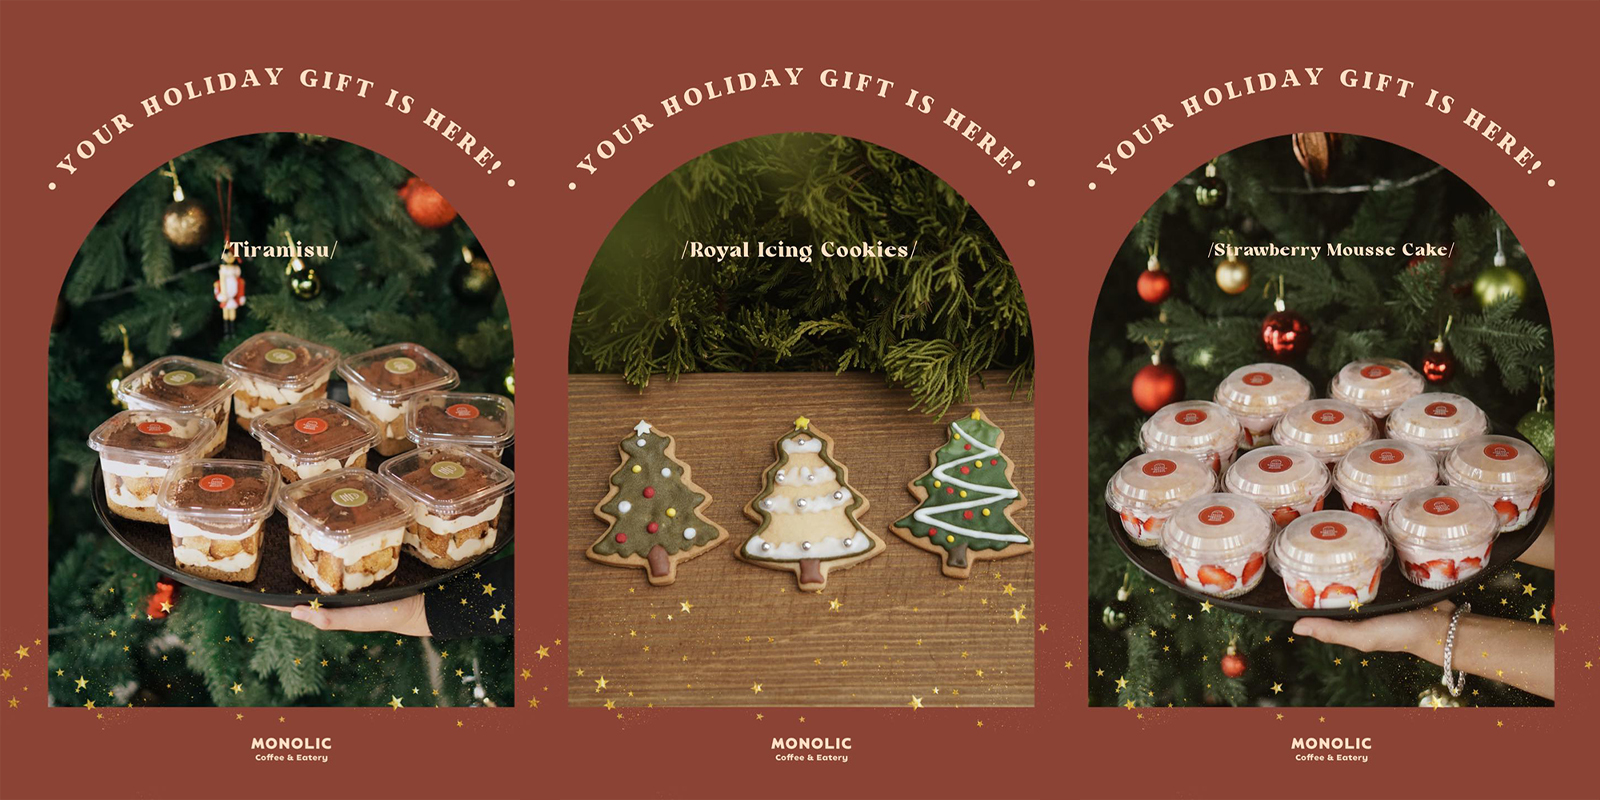 • YOUR HOLIDAY GIFT IS HERE! •
/Tiramisu/
MONOLIC
Coffee & Eatery
• YOUR HOLIDAY GIFT IS HERE! •
/Royal Icing Cookies/
MONOLIC
Coffee & Eatery
• YOUR HOLIDAY GIFT IS HERE! •
/Strawberry Mousse Cake/
MONOLIC
Coffee & Eatery